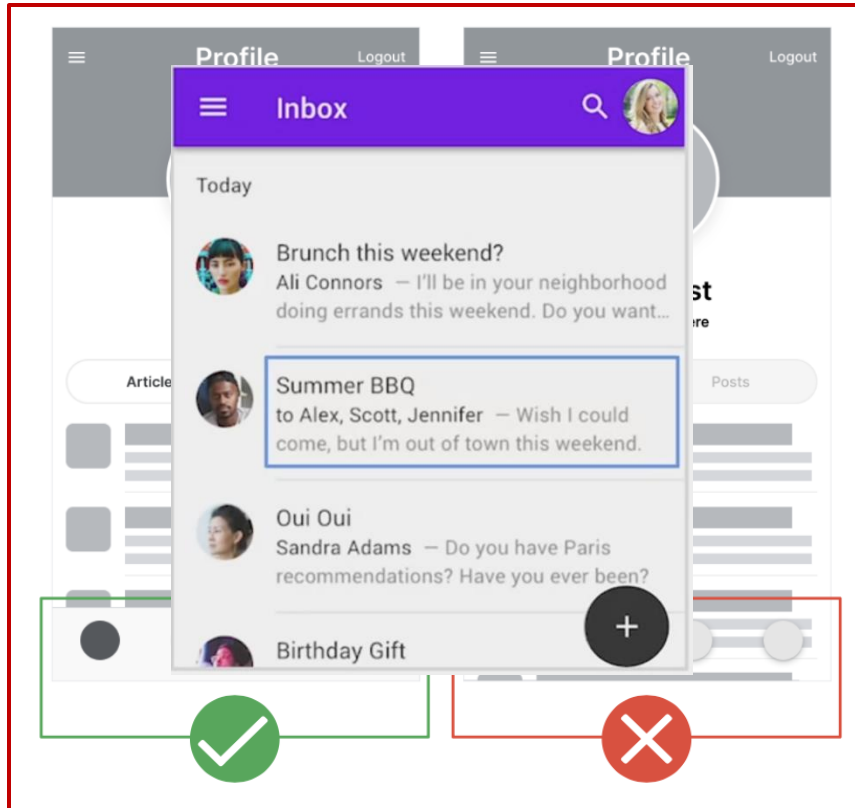 Profile
Logout
Profile
Logout
Inbox
Today
Brunch this weekend?
Ali Connors — I'll be in your neighborhood
doing errands this weekend. Do you want...
Summer BBQ
to Alex, Scott, Jennifer — Wish I could
come, but I'm out of town this weekend.
Oui Oui
Sandra Adams — Do you have Paris
recommendations? Have you ever been?
Birthday Gift
Article
st
re
Posts